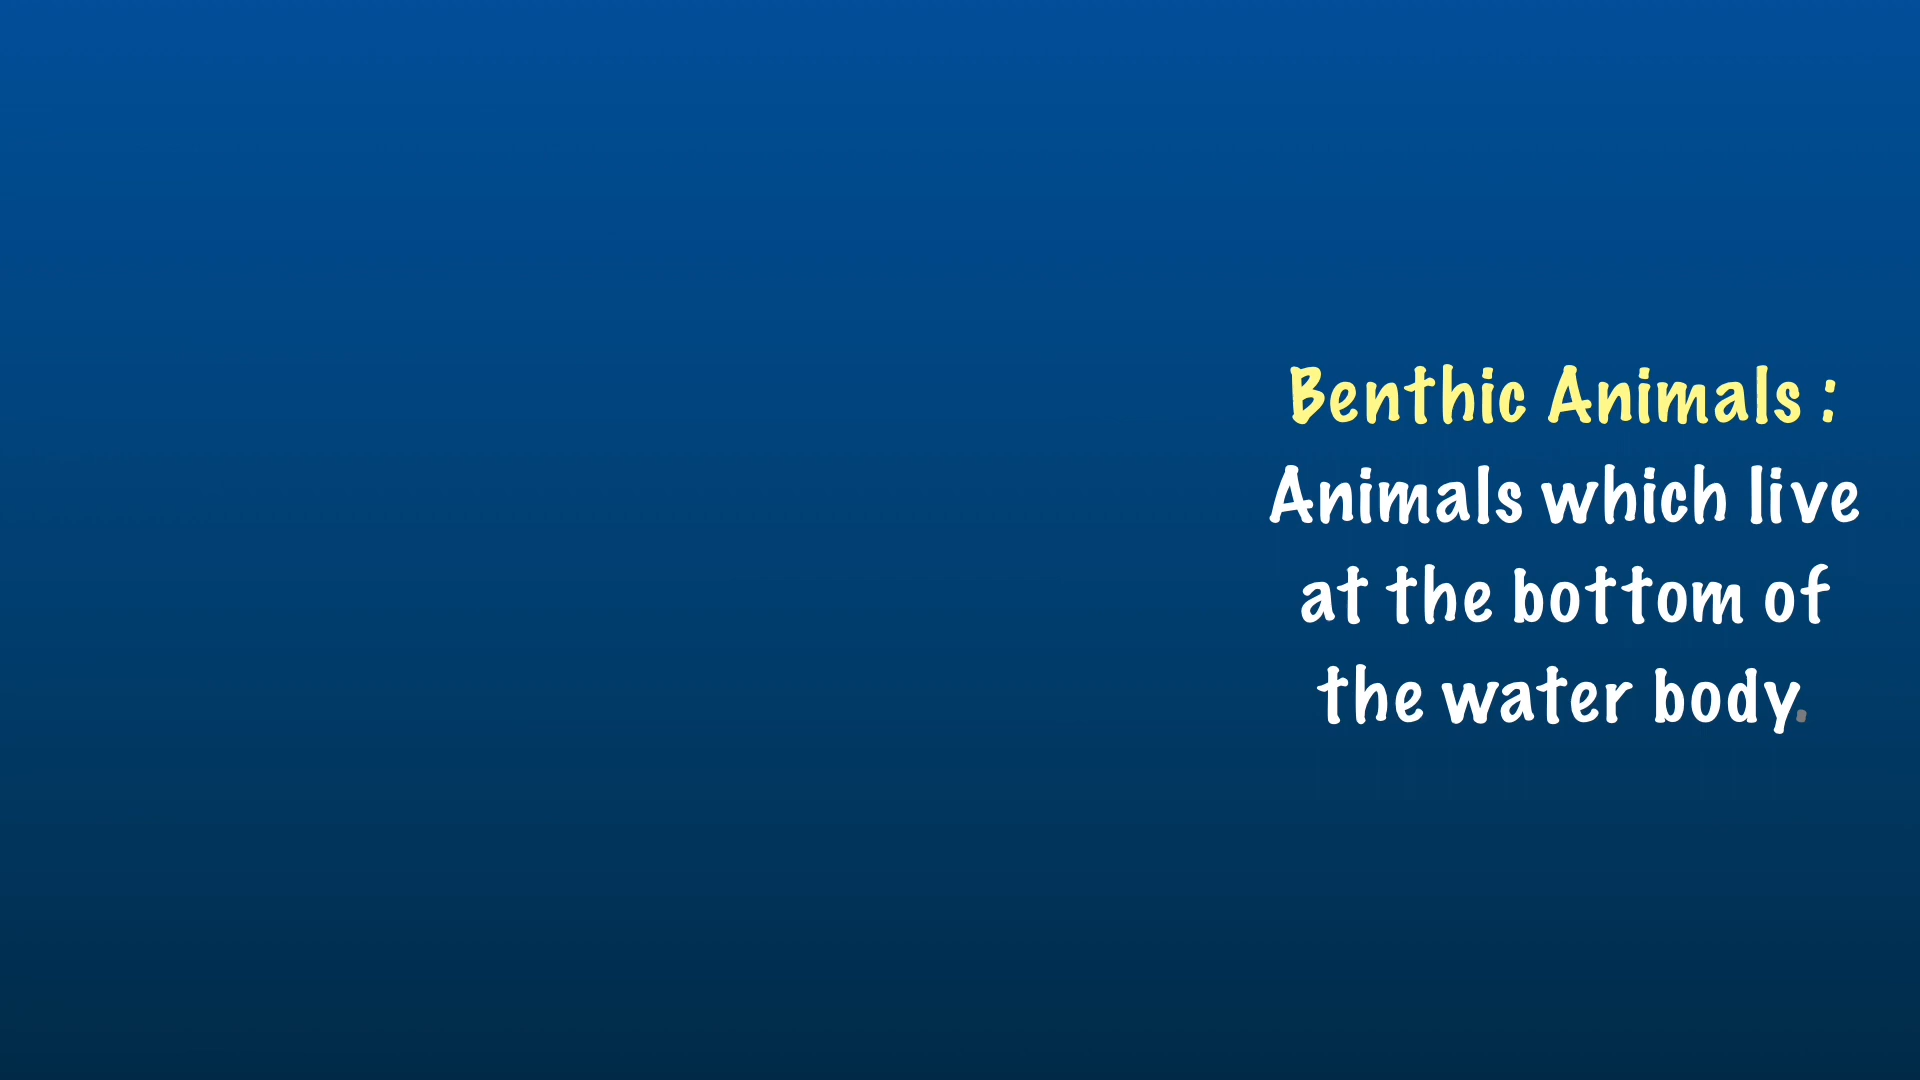 Benthic Animals :
Animals which live
at the bottom of
the water body.